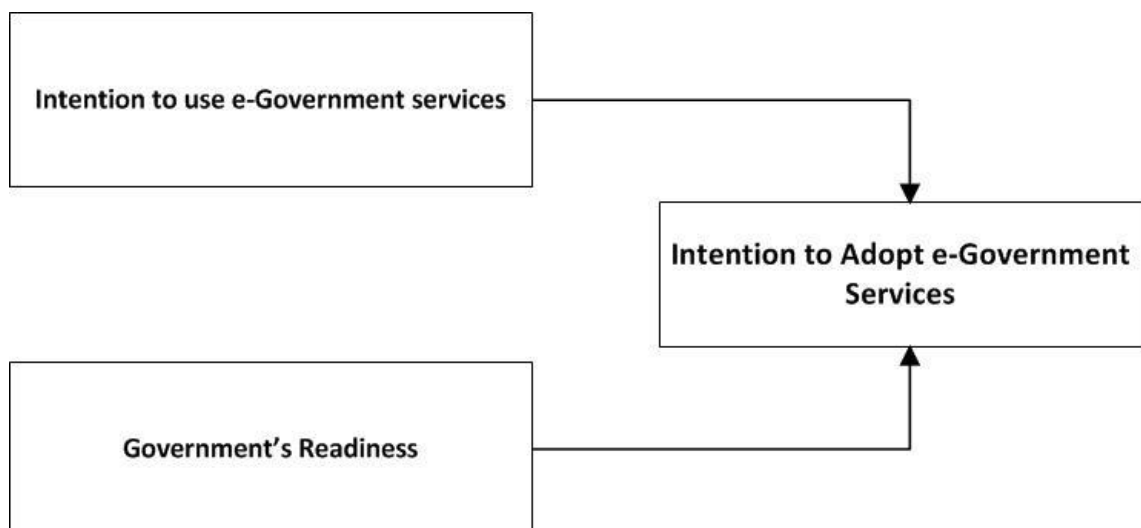 Intention to use e-Government services
Intention to Adopt e-Government
Services
Government’s Readiness